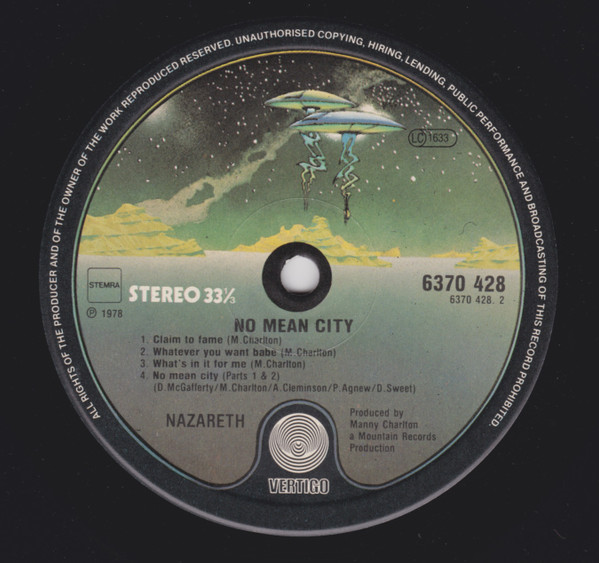 ALL RIGHTS OF THE PRODUCER AND OF THE OWNER OF THE WORK REPRODUCED RESERVED. UNAUTHORISED COPYING, HIRING, LENDING, PUBLIC PERFORMANCE AND BROADCASTING OF THIS RECORD PROHIBITED.
LC 1633
STEMRA
STEREO 33⅓
6370 428
6370 428. 2
℗ 1978
NO MEAN CITY
1. Claim to fame (M.Charlton)
2. Whatever you want babe (M.Charlton)
3. What's in it for me (M.Charlton)
4. No mean city (Parts 1 & 2)
(D.McGafferty/M.Charlton/A.Cleminson/P.Agnew/D.Sweet)
NAZARETH
Produced by
Manny Charlton
a Mountain Records
Production
VERTIGO